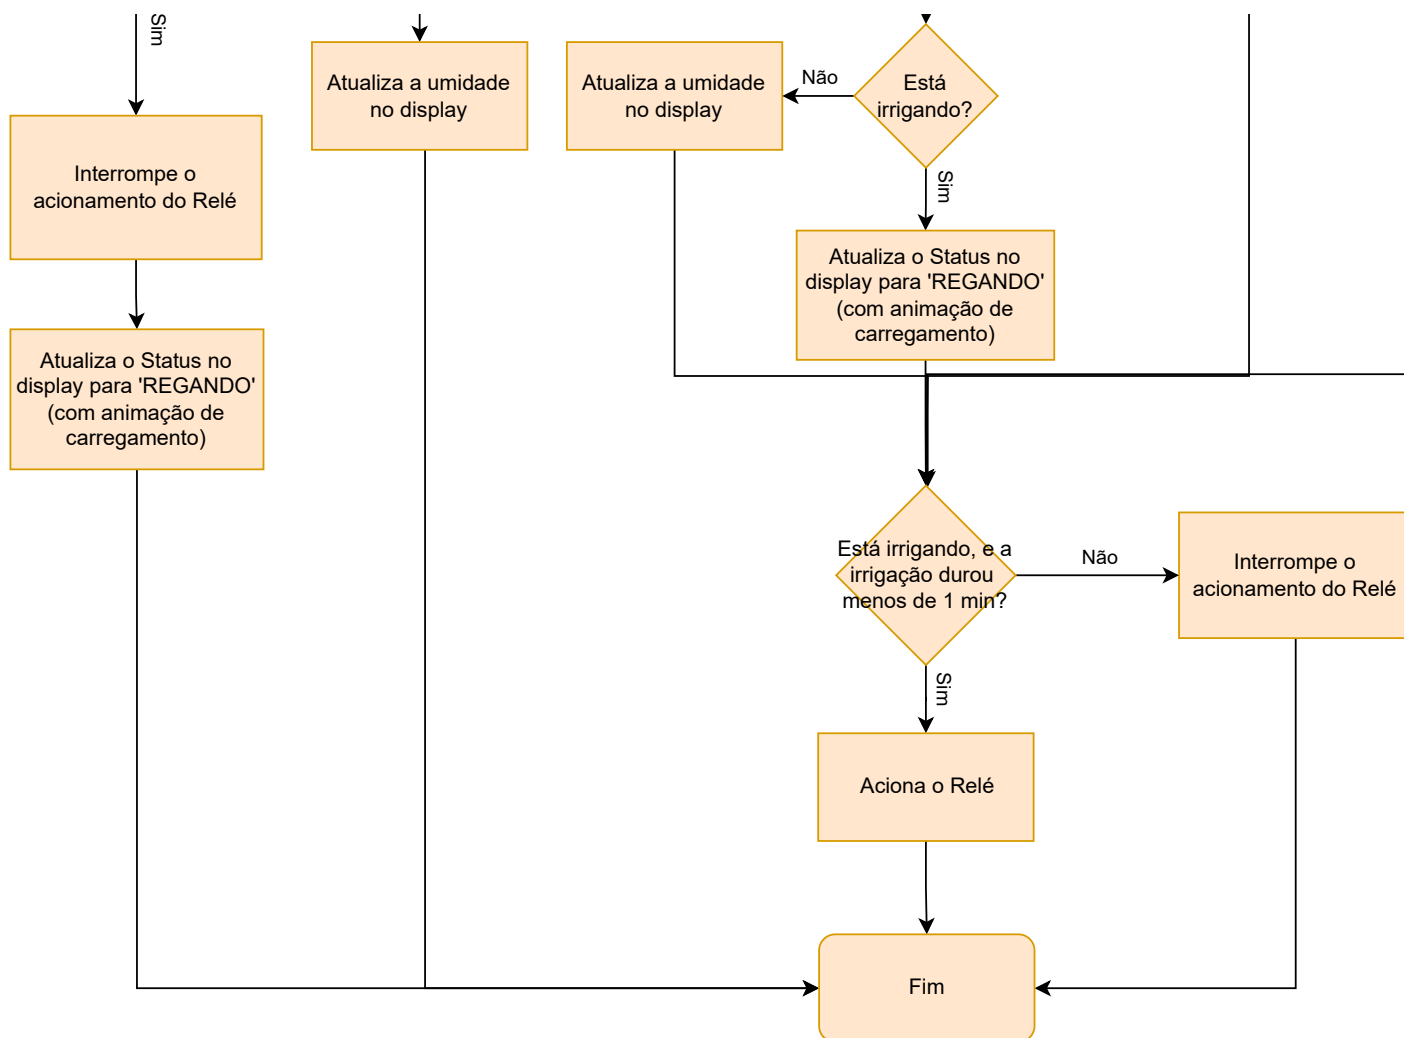 Sim
Atualiza a umidade
no display
Atualiza a umidade
no display
Não
Está
irrigando?
Interrompe o
acionamento do Relé
Sim
Atualiza o Status no
display para 'REGANDO'
(com animação de
carregamento)
Atualiza o Status no
display para 'REGANDO'
(com animação de
carregamento)
Está irrigando, e a
irrigação durou
menos de 1 min?
Não
Interrompe o
acionamento do Relé
Sim
Aciona o Relé
Fim